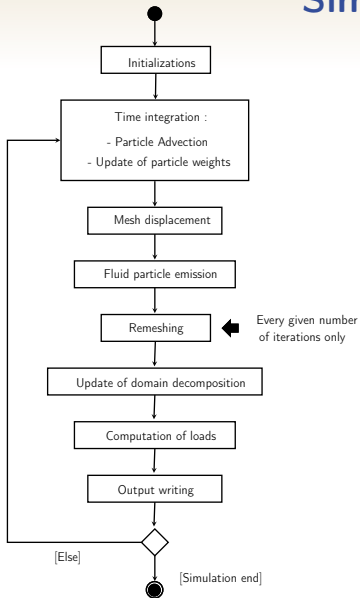 Sim
Initializations
Time integration :
- Particle Advection
- Update of particle weights
Mesh displacement
Fluid particle emission
Remeshing
Every given number
of iterations only
Update of domain decomposition
Computation of loads
Output writing
[Else]
[Simulation end]